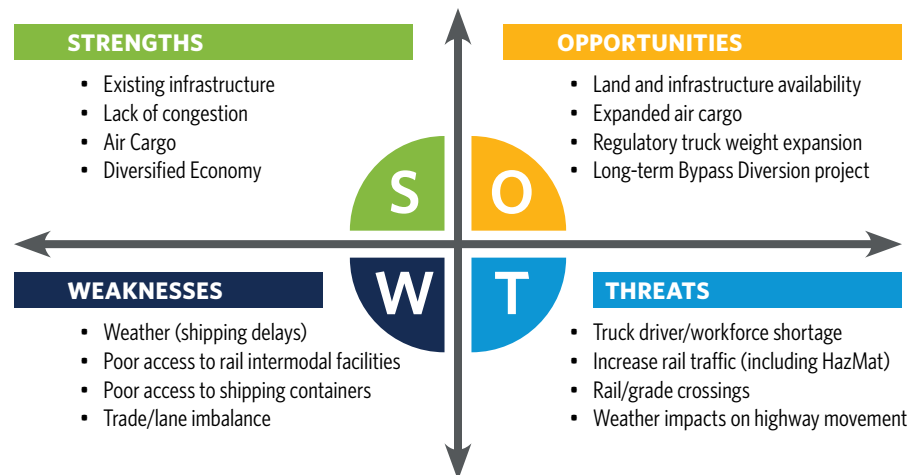 STRENGTHS
• Existing infrastructure
• Lack of congestion
• Air Cargo
• Diversified Economy
OPPORTUNITIES
• Land and infrastructure availability
• Expanded air cargo
• Regulatory truck weight expansion
• Long-term Bypass Diversion project
S
O
W
T
WEAKNESSES
• Weather (shipping delays)
• Poor access to rail intermodal facilities
• Poor access to shipping containers
• Trade/lane imbalance
THREATS
• Truck driver/workforce shortage
• Increase rail traffic (including HazMat)
• Rail/grade crossings
• Weather impacts on highway movement